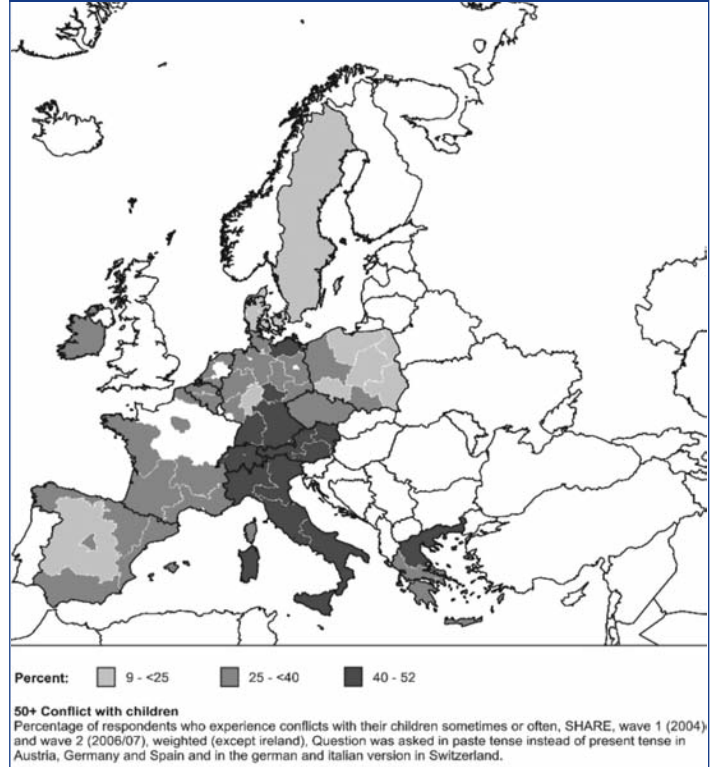 Percent: 9 - <25 25 - <40 40 - 52
50+ Conflict with children
Percentage of respondents who experience conflicts with their children sometimes or often, SHARE, wave 1 (2004)
and wave 2 (2006/07), weighted (except ireland), Question was asked in paste tense instead of present tense in
Austria, Germany and Spain and in the german and italian version in Switzerland.